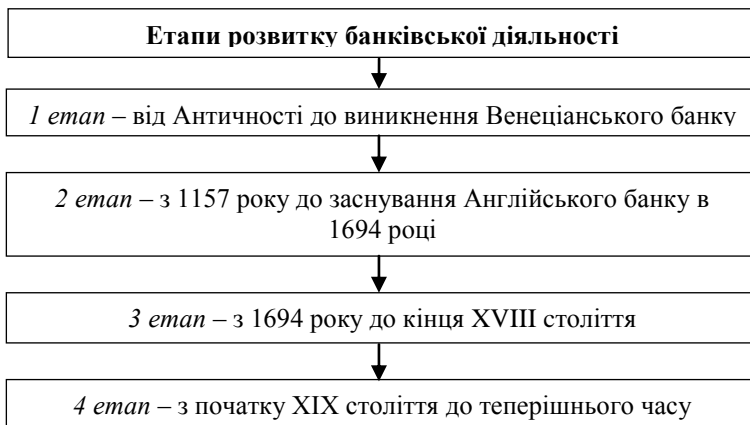 Етапи розвитку банківської діяльності
1 етап – від Античності до виникнення Венеціанського банку
2 етап – з 1157 року до заснування Англійського банку в
1694 році
3 етап – з 1694 року до кінця XVIII століття
4 етап – з початку XIX століття до теперішнього часу